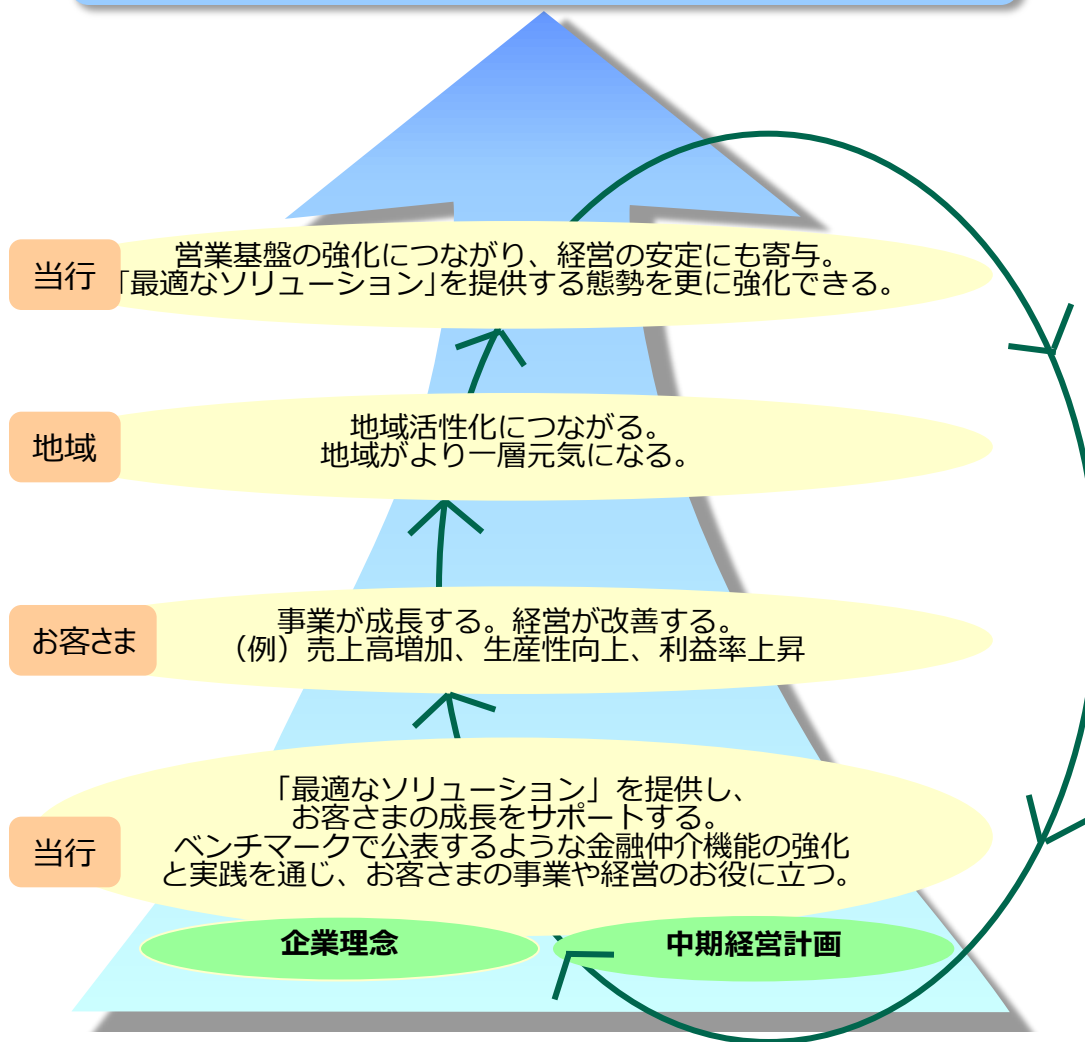 当行
営業基盤の強化につながり、経営の安定にも寄与。
「最適なソリューション」を提供する態勢を更に強化できる。
地域
地域活性化につながる。
地域がより一層元気になる。
お客さま
事業が成長する。経営が改善する。
（例）売上高増加、生産性向上、利益率上昇
当行
「最適なソリューション」を提供し、
お客さまの成長をサポートする。
ベンチマークで公表するような金融仲介機能の強化
と実践を通じ、お客さまの事業や経営のお役に立つ。
企業理念
中期経営計画